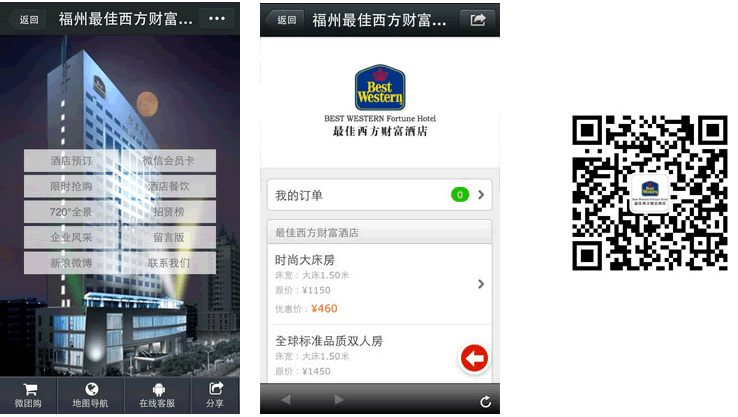 返回
福州最佳西方财富...
酒店预订
微信会员卡
限时抢购
酒店餐饮
720°全景
招贤榜
企业风采
留言版
新浪微博
联系我们
微团购
地图导航
在线客服
分享
返回
福州最佳西方财富...
Best
Western
BEST WESTERN Fortune Hotel
最佳西方财富酒店
我的订单
0
最佳西方财富酒店
时尚大床房
床宽：大床1.50米
原价：¥1150
优惠价：¥460
全球标准品质双人房
床宽：大床1.50米
原价：¥1450
Best
Western
Best Western Fortune Hotel
最佳西方财富酒店